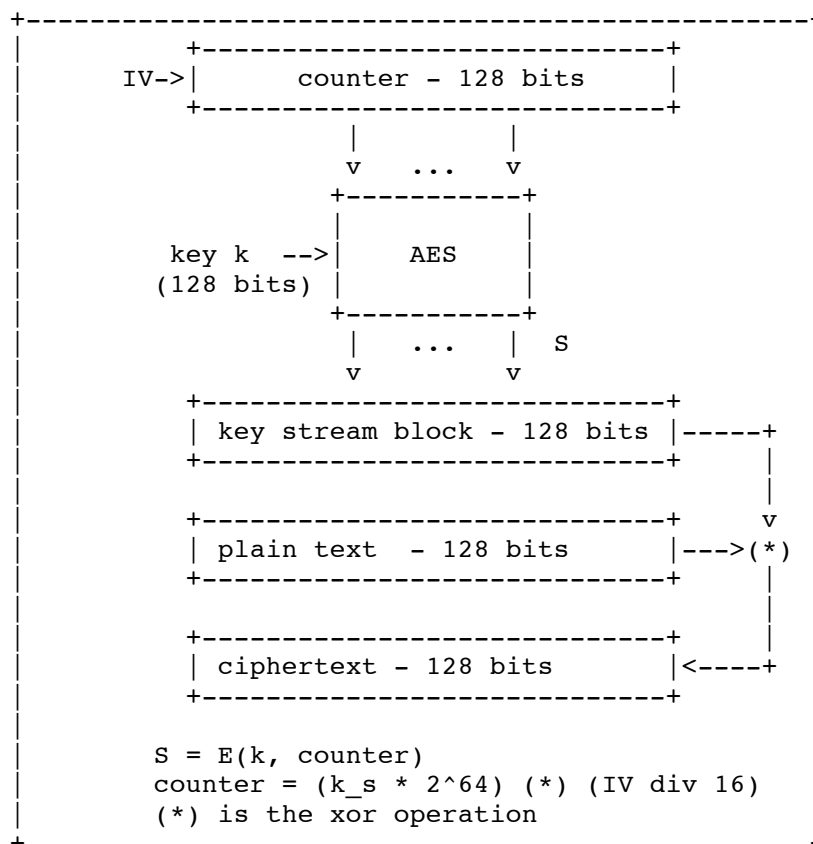 +-------------------------------------------------+
+-----------------------------+
IV->| counter - 128 bits |
+-----------------------------+
| |
v ... v
+-----------+
| |
key k -->| AES |
(128 bits) | |
+-----------+
| ... | S
v v
+-----------------------------+
| key stream block - 128 bits |-----+
+-----------------------------+ |
|
+-----------------------------+ v
| plain text - 128 bits |--->(*)
+-----------------------------+ |
|
+-----------------------------+ |
| ciphertext - 128 bits |<----+
+-----------------------------+
S = E(k, counter)
counter = (k_s * 2^64) (*) (IV div 16)
(*) is the xor operation